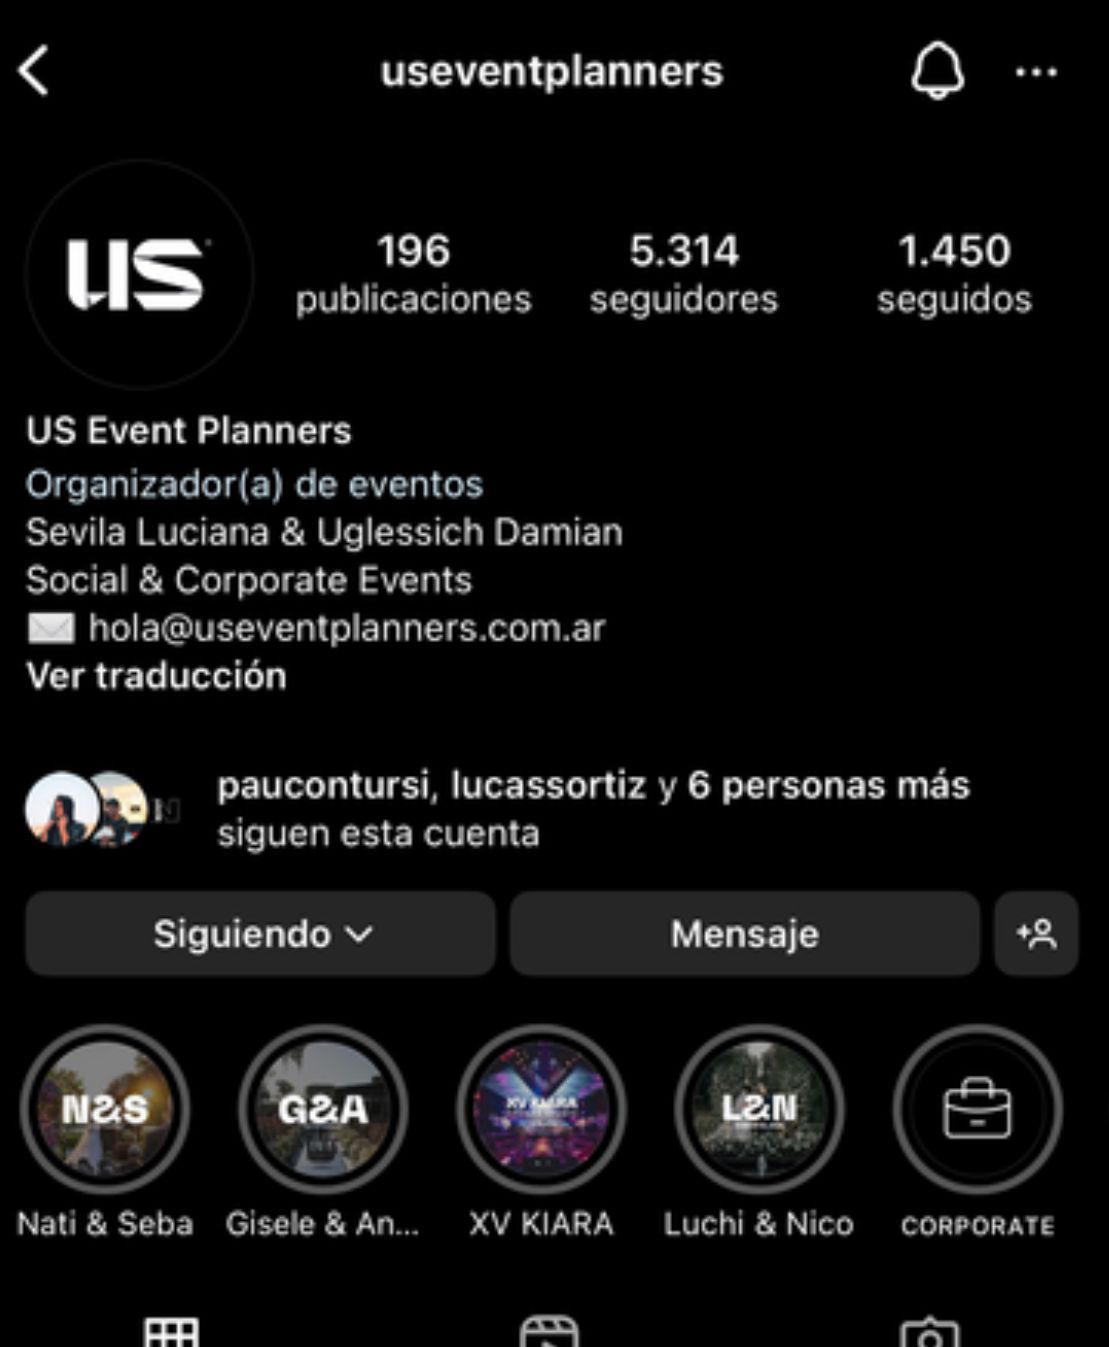 useventplanners
us
196
publicaciones
5.314
seguidores
1.450
seguidos
US Event Planners
Organizador(a) de eventos
Sevila Luciana & Uglessich Damian
Social & Corporate Events
hola@useventplanners.com.ar
Ver traducción
paucontursi, lucassortiz y 6 personas más
siguen esta cuenta
Siguiendo
Mensaje
N&S
G&A
XV KIARA
L&N
Nati & Seba
Gisele & An...
XV KIARA
Luchi & Nico
CORPORATE